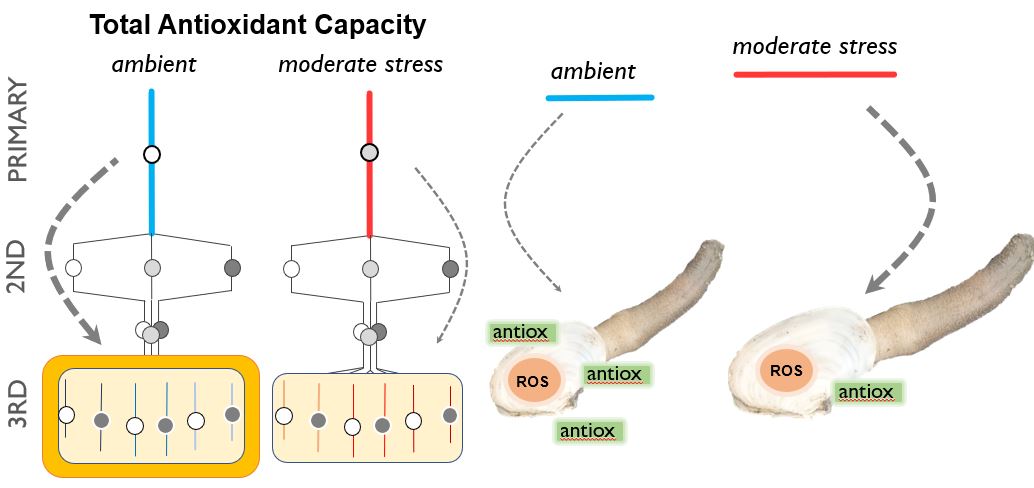 Total Antioxidant Capacity
ambient
moderate stress
ambient
moderate stress
PRIMARY
2ND
3RD
antiox
ROS
antiox
antiox
ROS
antiox